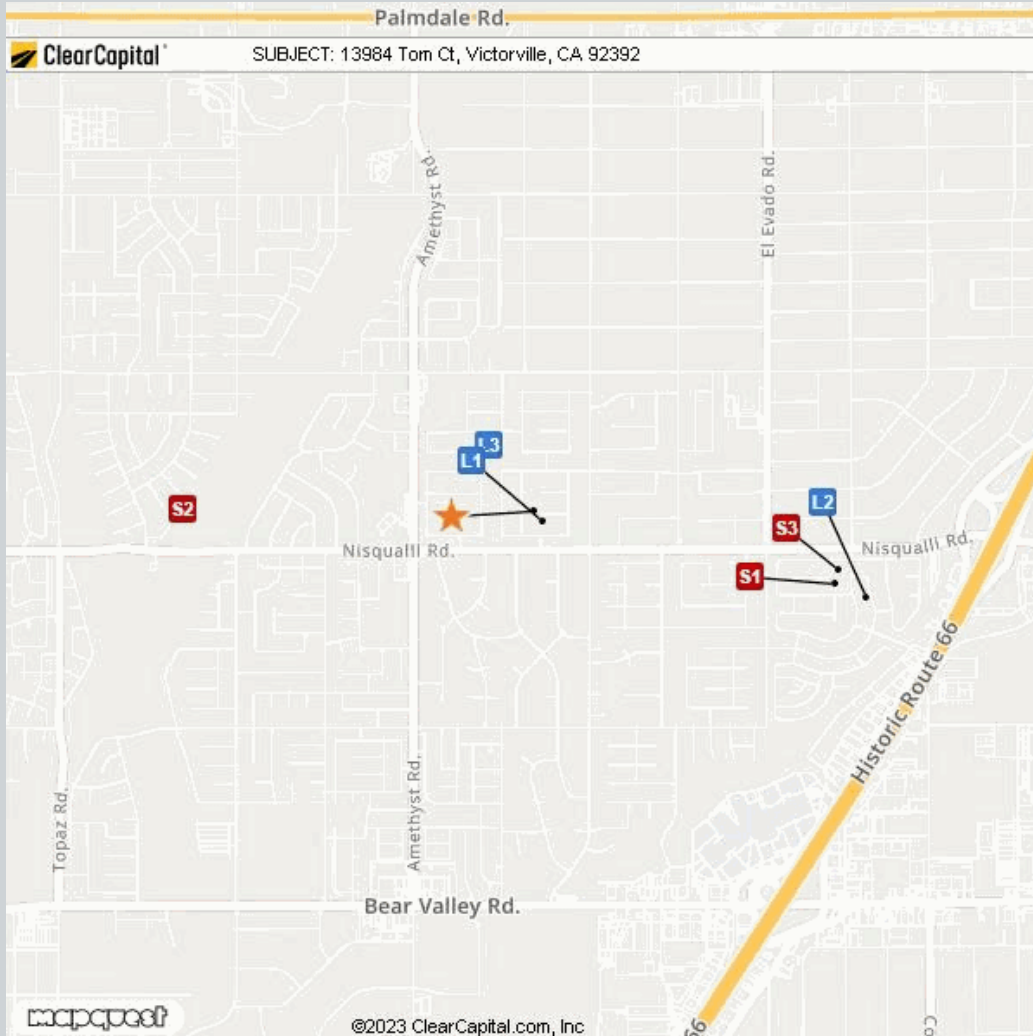 Palmdale Rd.
ClearCapital
SUBJECT: 13984 Tom Ct, Victorville, CA 92392
Amethyst Rd.
El Evado Rd.
L3
L1
S2
L2
S3
Nisqualli Rd.
Nisqualli Rd.
S1
Historic Route 66
Topaz Rd.
Amethyst Rd.
Bear Valley Rd.
mapquest
©2023 ClearCapital.com, Inc
66
Co